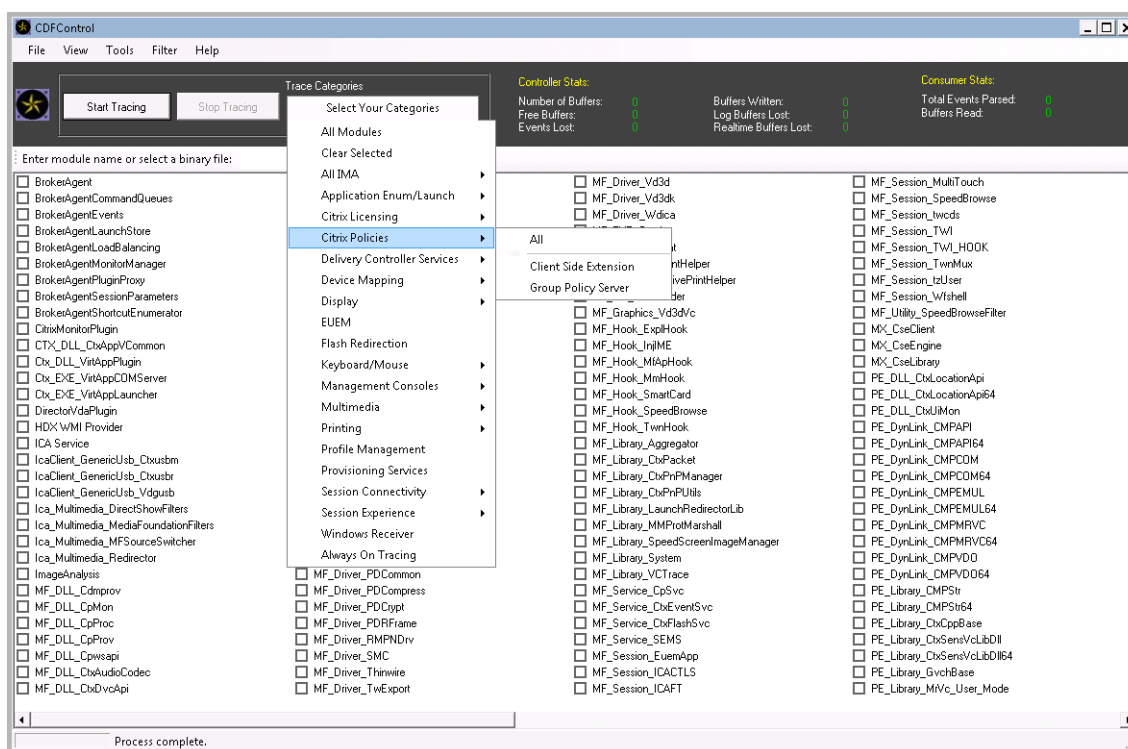 CDFControl
File View Tools Filter Help
Start Tracing
Stop Tracing
Trace Categories
Select Your Categories
Controller Stats:
Number of Buffers: 0
Free Buffers: 0
Events Lost: 0
Buffers Written: 0
Log Buffers Lost: 0
Realtime Buffers Lost: 0
Consumer Stats:
Total Events Parsed: 0
Buffers Read: 0
Enter module name or select a binary file:
BrokerAgent
BrokerAgentCommandQueues
BrokerAgentEvents
BrokerAgentLaunchStore
BrokerAgentLoadBalancing
BrokerAgentMonitorManager
BrokerAgentPluginProxy
BrokerAgentSessionParameters
BrokerAgentShortcutEnumerator
CitrixMonitorPlugin
CTX_DLL_CtxAppVCommon
Ctx_DLL_VirtAppPlugin
Ctx_EXE_VirtAppCOMServer
Ctx_EXE_VirtAppLauncher
DirectorVdaPlugin
HDX WMI Provider
ICA Service
IcaClient_GenericUsb_Ctxusbm
IcaClient_GenericUsb_Ctxusbr
IcaClient_GenericUsb_Vdgusb
Ica_Multimedia_DirectShowFilters
Ica_Multimedia_MediaFoundationFilters
Ica_Multimedia_MFSourceSwitcher
Ica_Multimedia_Redirector
ImageAnalysis
MF_DLL_Cdmprov
MF_DLL_CpMon
MF_DLL_CpProc
MF_DLL_CpProv
MF_DLL_Cpwsapi
MF_DLL_CtxAudioCodec
MF_DLL_CtxDvcApi
All Modules
Clear Selected
All IMA
Application Enum/Launch
Citrix Licensing
Citrix Policies
Delivery Controller Services
Device Mapping
Display
EUEM
Flash Redirection
Keyboard/Mouse
Management Consoles
Multimedia
Printing
Profile Management
Provisioning Services
Session Connectivity
Session Experience
Windows Receiver
Always On Tracing
MF_Driver_PDCommon
MF_Driver_PDCompress
MF_Driver_PDCrypt
MF_Driver_PDRFrame
MF_Driver_RMPNDrv
MF_Driver_SMC
MF_Driver_Thinwire
MF_Driver_TwExport
All
Client Side Extension
Group Policy Server
MF_Driver_Vd3d
MF_Driver_Vd3dk
MF_Driver_Wdica
MF_Graphics_Vd3dVc
MF_Hook_ExplHook
MF_Hook_InjIME
MF_Hook_MfApHook
MF_Hook_MmHook
MF_Hook_SmartCard
MF_Hook_SpeedBrowse
MF_Hook_TwnHook
MF_Library_Aggregator
MF_Library_CtxPacket
MF_Library_CtxPnPManager
MF_Library_CtxPnPUtils
MF_Library_LaunchRedirectorLib
MF_Library_MMProtMarshall
MF_Library_SpeedScreenImageManager
MF_Library_System
MF_Library_VCTrace
MF_Service_CpSvc
MF_Service_CtxEventSvc
MF_Service_CtxFlashSvc
MF_Service_SEMS
MF_Session_EuemApp
MF_Session_ICACTLS
MF_Session_ICAFT
MF_Session_MultiTouch
MF_Session_SpeedBrowse
MF_Session_twcds
MF_Session_TWI
MF_Session_TWI_HOOK
MF_Session_TwnMux
MF_Session_tzUser
MF_Session_Wfshell
MF_Utility_SpeedBrowseFilter
MX_CseClient
MX_CseEngine
MX_CseLibrary
PE_DLL_CtxLocationApi
PE_DLL_CtxLocationApi64
PE_DLL_CtxUiMon
PE_DynLink_CMPAPI
PE_DynLink_CMPAPI64
PE_DynLink_CMPCOM
PE_DynLink_CMPCOM64
PE_DynLink_CMPEMUL
PE_DynLink_CMPEMUL64
PE_DynLink_CMPMRVC
PE_DynLink_CMPMRVC64
PE_DynLink_CMPVDO
PE_DynLink_CMPVDO64
PE_Library_CMPStr
PE_Library_CMPStr64
PE_Library_CtxCppBase
PE_Library_CtxSensVcLibDll
PE_Library_CtxSensVcLibDll64
PE_Library_GvchBase
PE_Library_MrVc_User_Mode
Process complete.